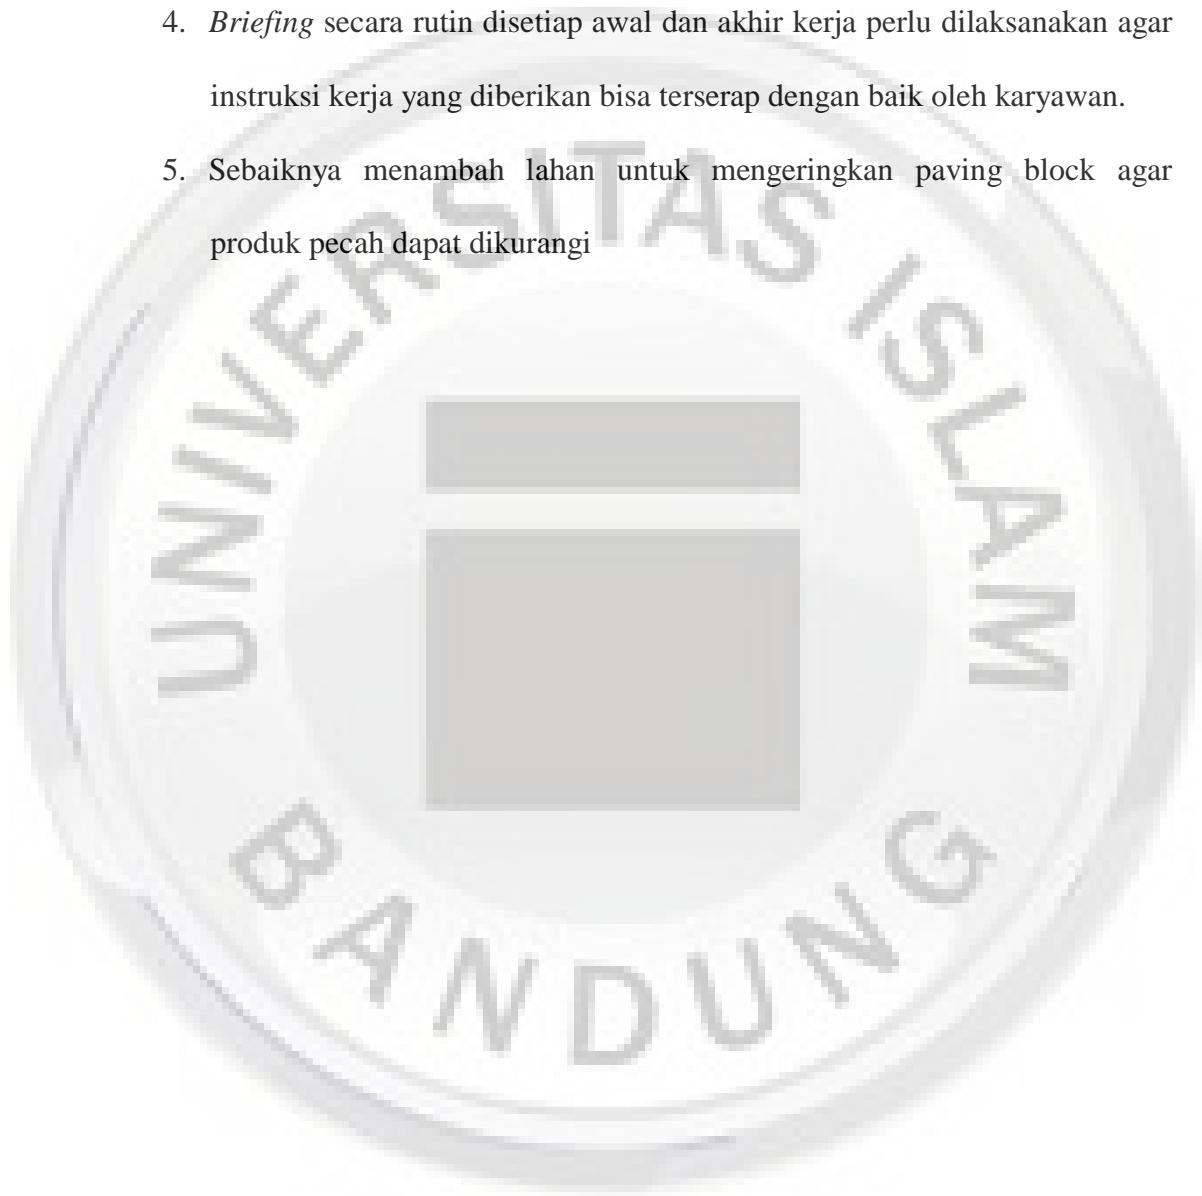 4. Briefing secara rutin disetiap awal dan akhir kerja perlu dilaksanakan agar
instruksi kerja yang diberikan bisa terserap dengan baik oleh karyawan.
5. Sebaiknya menambah lahan untuk mengeringkan paving block agar
produk pecah dapat dikurangi
UNIVERSITAS ISLAM
BANDUNG